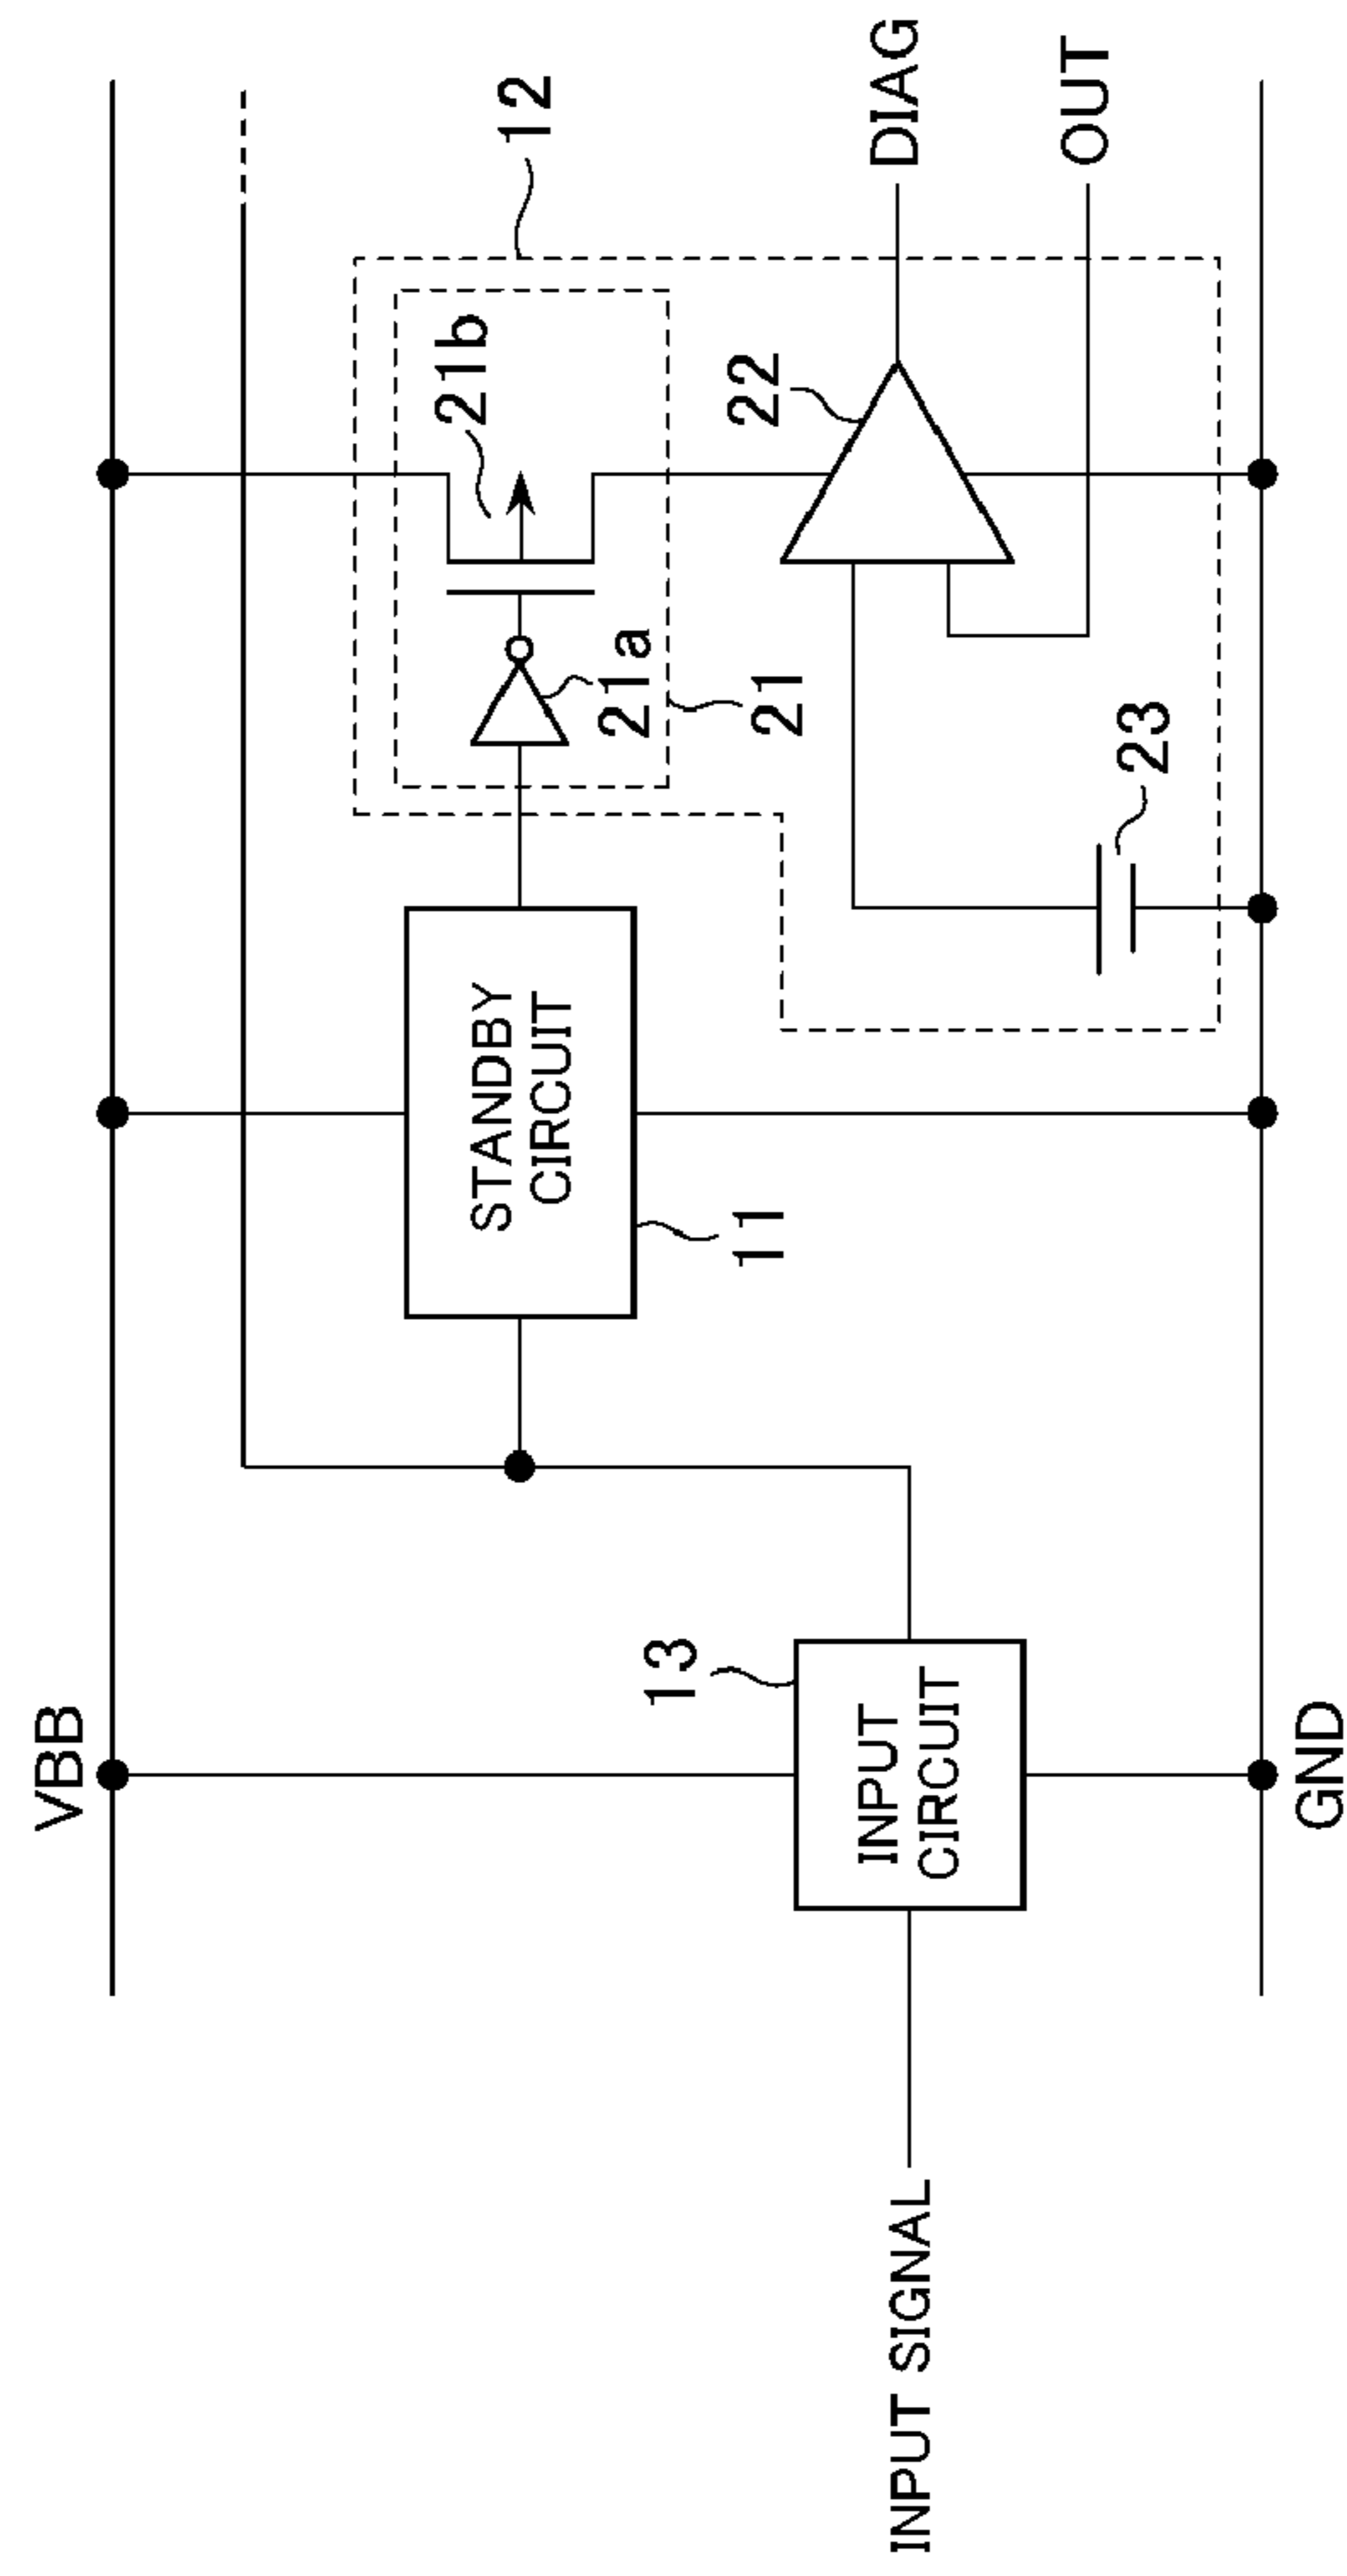 VBB
12
21b
DIAG
21a
22
21
OUT
STANDBY
CIRCUIT
11
23
13
INPUT
CIRCUIT
INPUT SIGNAL
GND